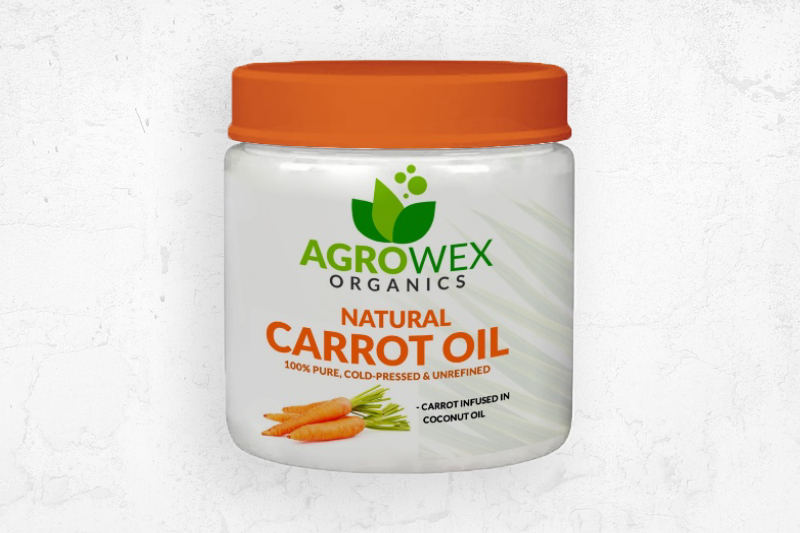 AGROWEX
ORGANICS
NATURAL
CARROT OIL
100% PURE, COLD-PRESSED & UNREFINED
- CARROT INFUSED IN
COCONUT OIL